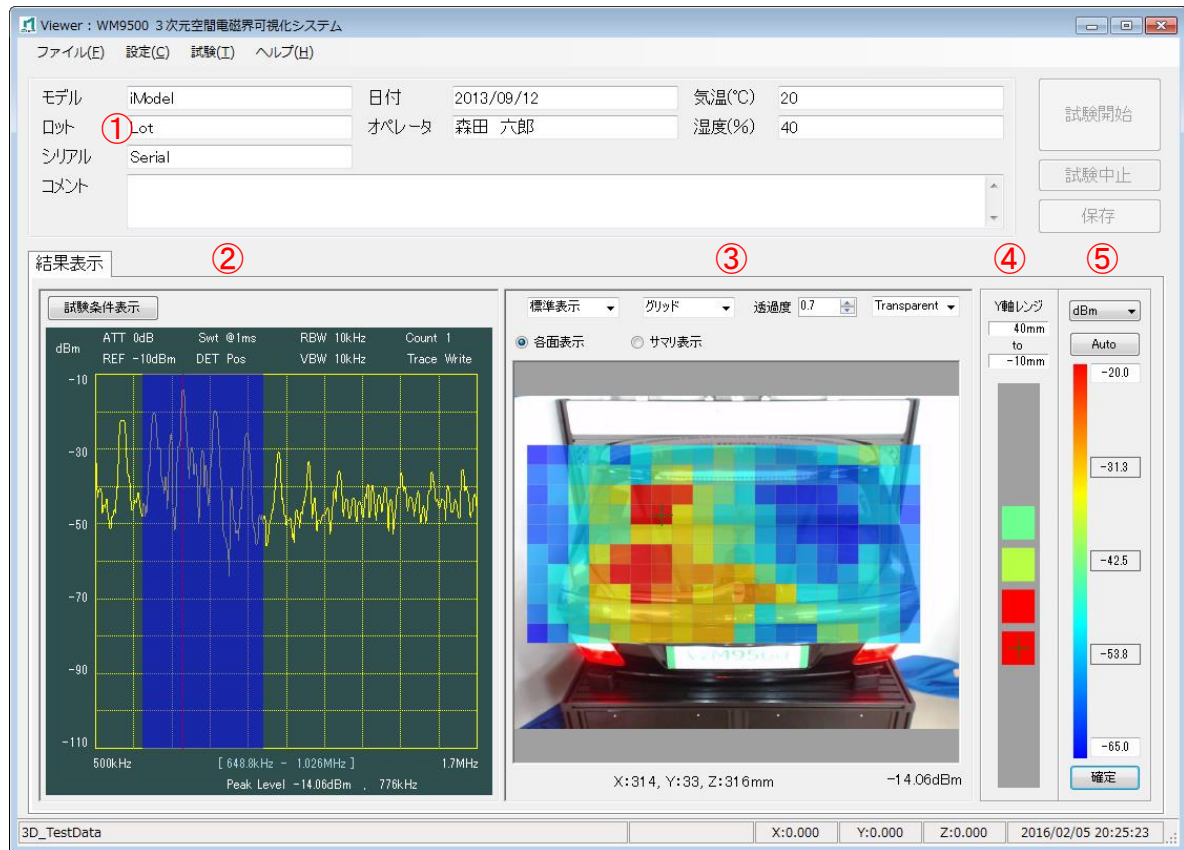 Viewer : WM9500 3次元空間電磁界可視化システム
ファイル(F) 設定(C) 試験(T) ヘルプ(H)
モデル iModel 日付 2013/09/12 気温(℃) 20
試験開始
ロット ① Lot オペレータ 森田 六郎 湿度(%) 40
シリアル Serial
試験中止
コメント
保存
② ③ ④ ⑤
結果表示
試験条件表示
dBm
ATT 0dB Swt @1ms RBW 10kHz Count 1
REF -10dBm DET Pos VBW 10kHz Trace Write
-10
-30
-50
-70
-90
-110
500kHz [ 648.8kHz - 1.026MHz ] 1.7MHz
Peak Level -14.06dBm , 776kHz
標準表示 グリッド 透過度 0.7 Transparent
各面表示 サマリ表示
X:314, Y:33, Z:316mm -14.06dBm
Y軸レンジ
40mm
to
-10mm
dBm
Auto
-20.0
-31.3
-42.5
-53.8
-65.0
確定
3D_TestData X:0.000 Y:0.000 Z:0.000 2016/02/05 20:25:23